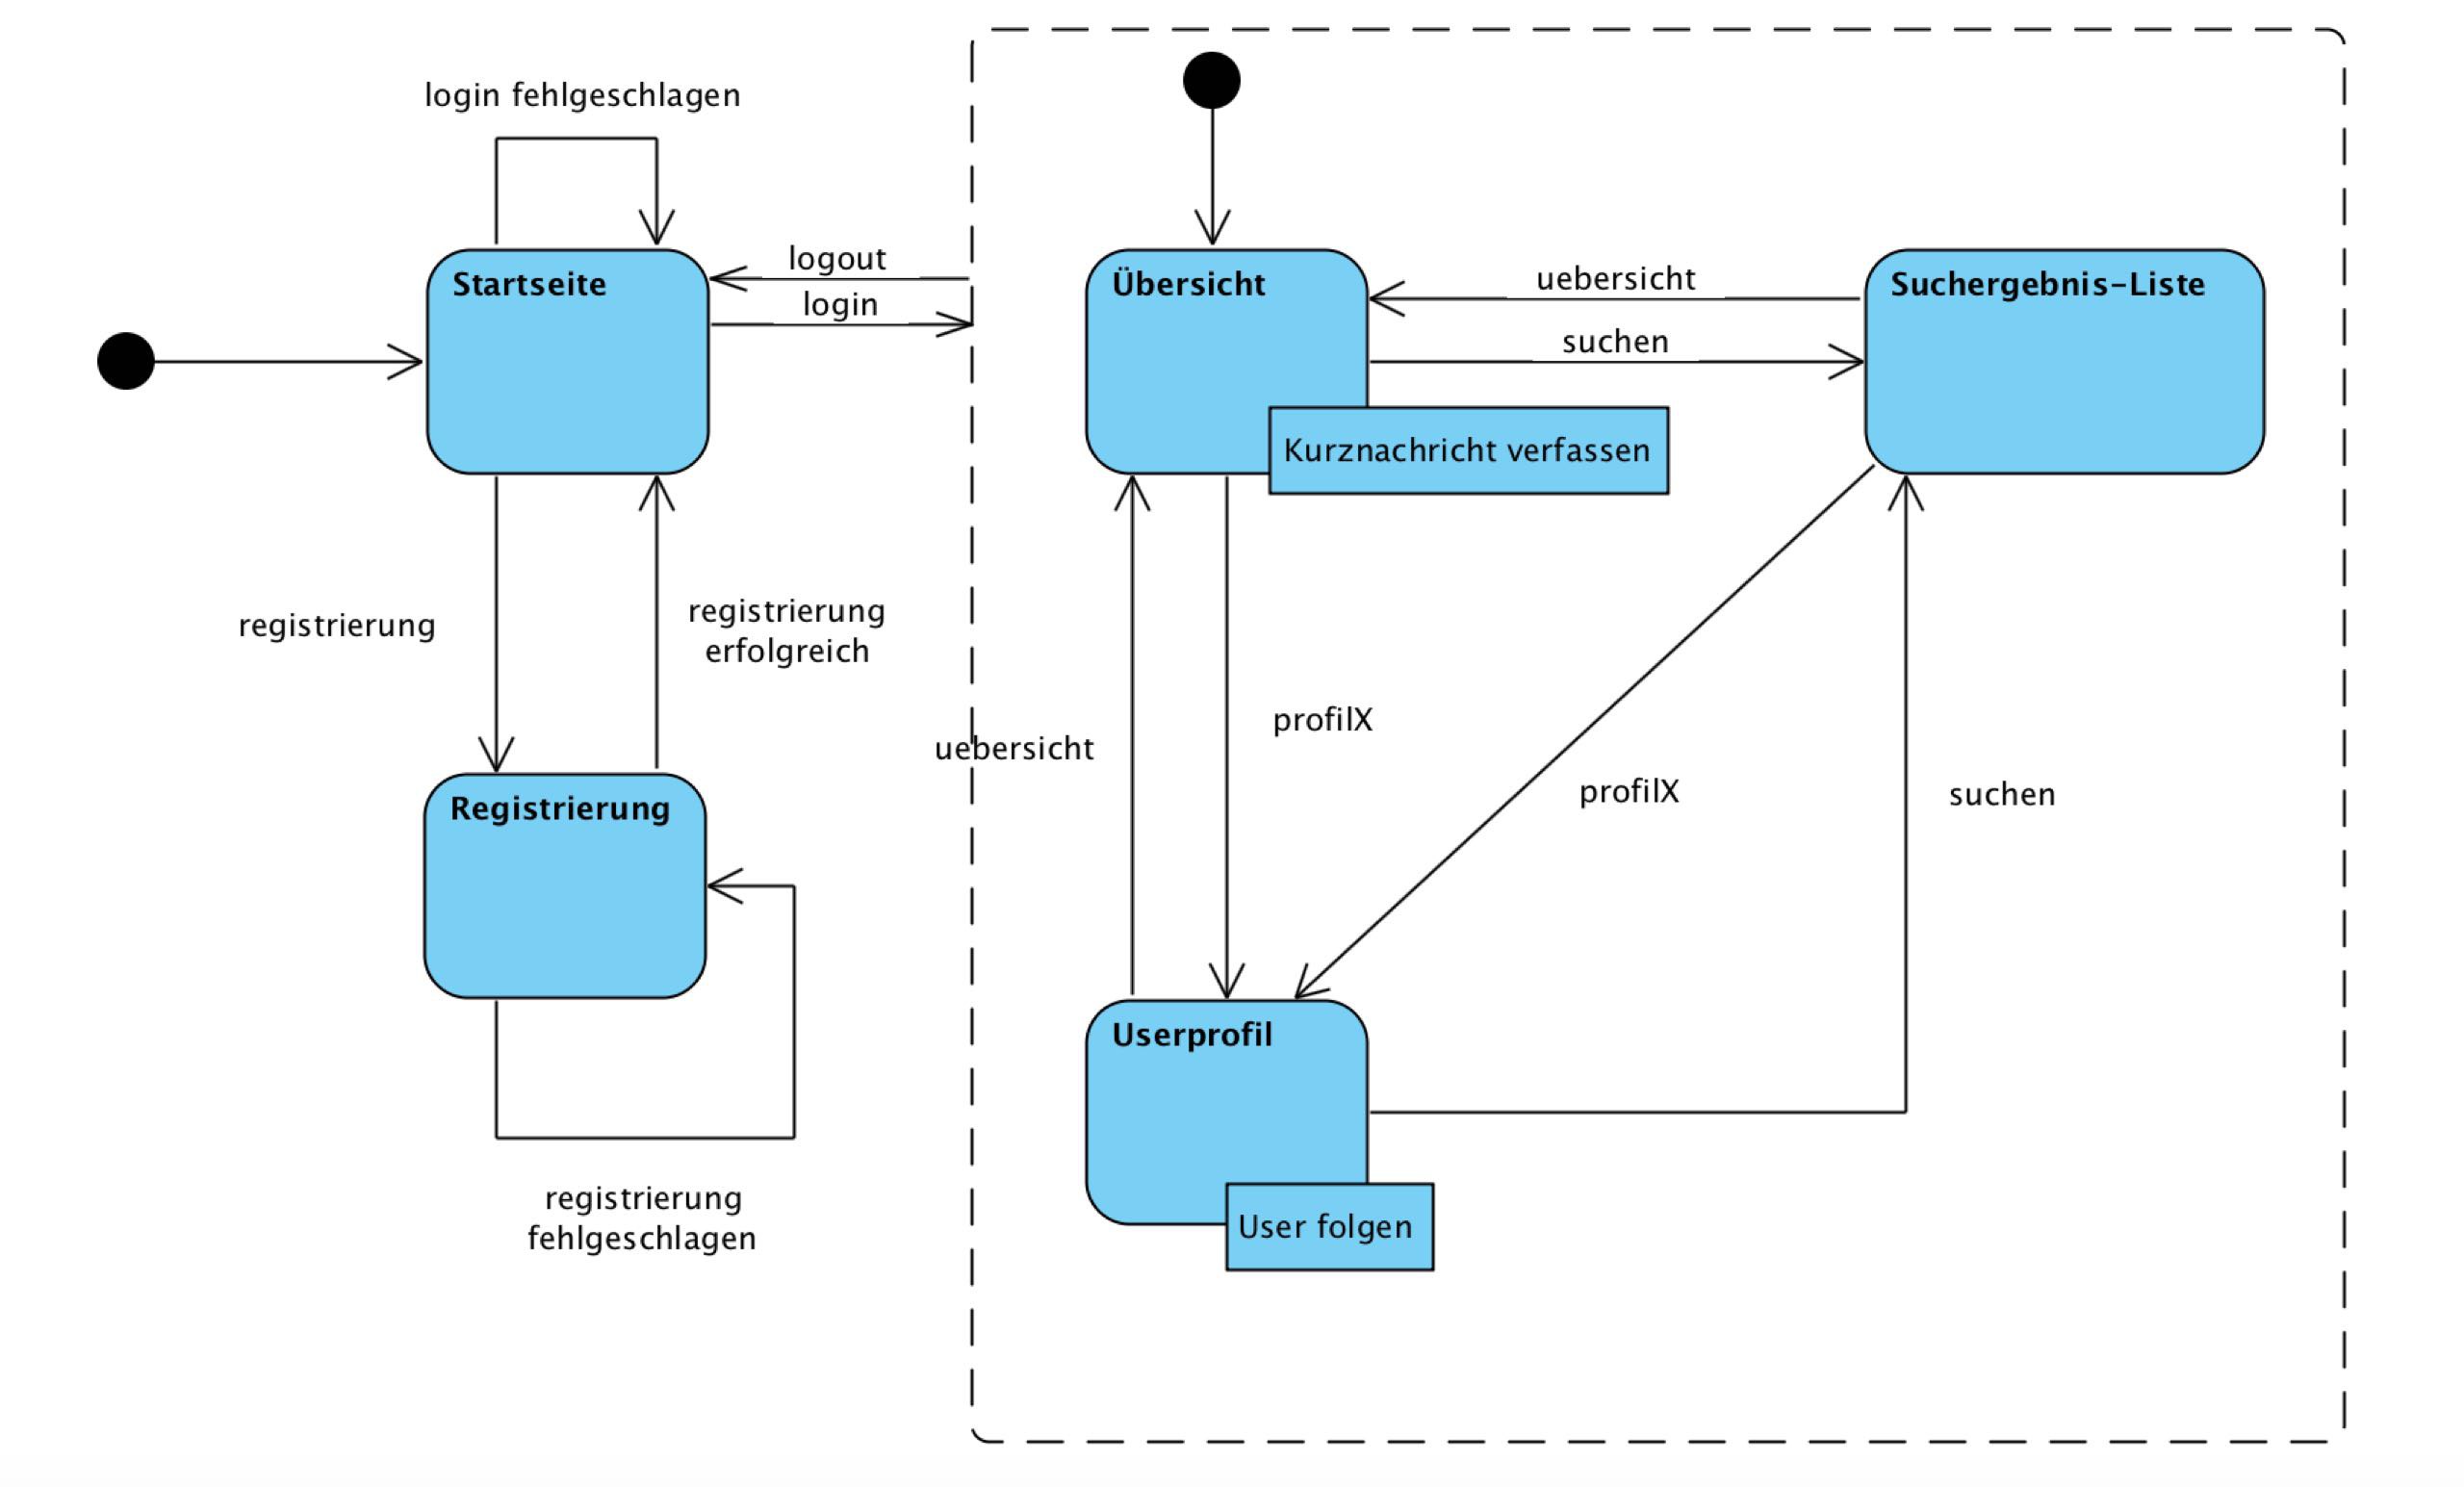 login fehlgeschlagen
Startseite
logout
login
Übersicht
uebersicht
suchen
Suchergebnis-Liste
Kurznachricht verfassen
registrierung
registrierung
erfolgreich
uebersicht
profilX
profilX
suchen
Registrierung
registrierung
fehlgeschlagen
Userprofil
User folgen